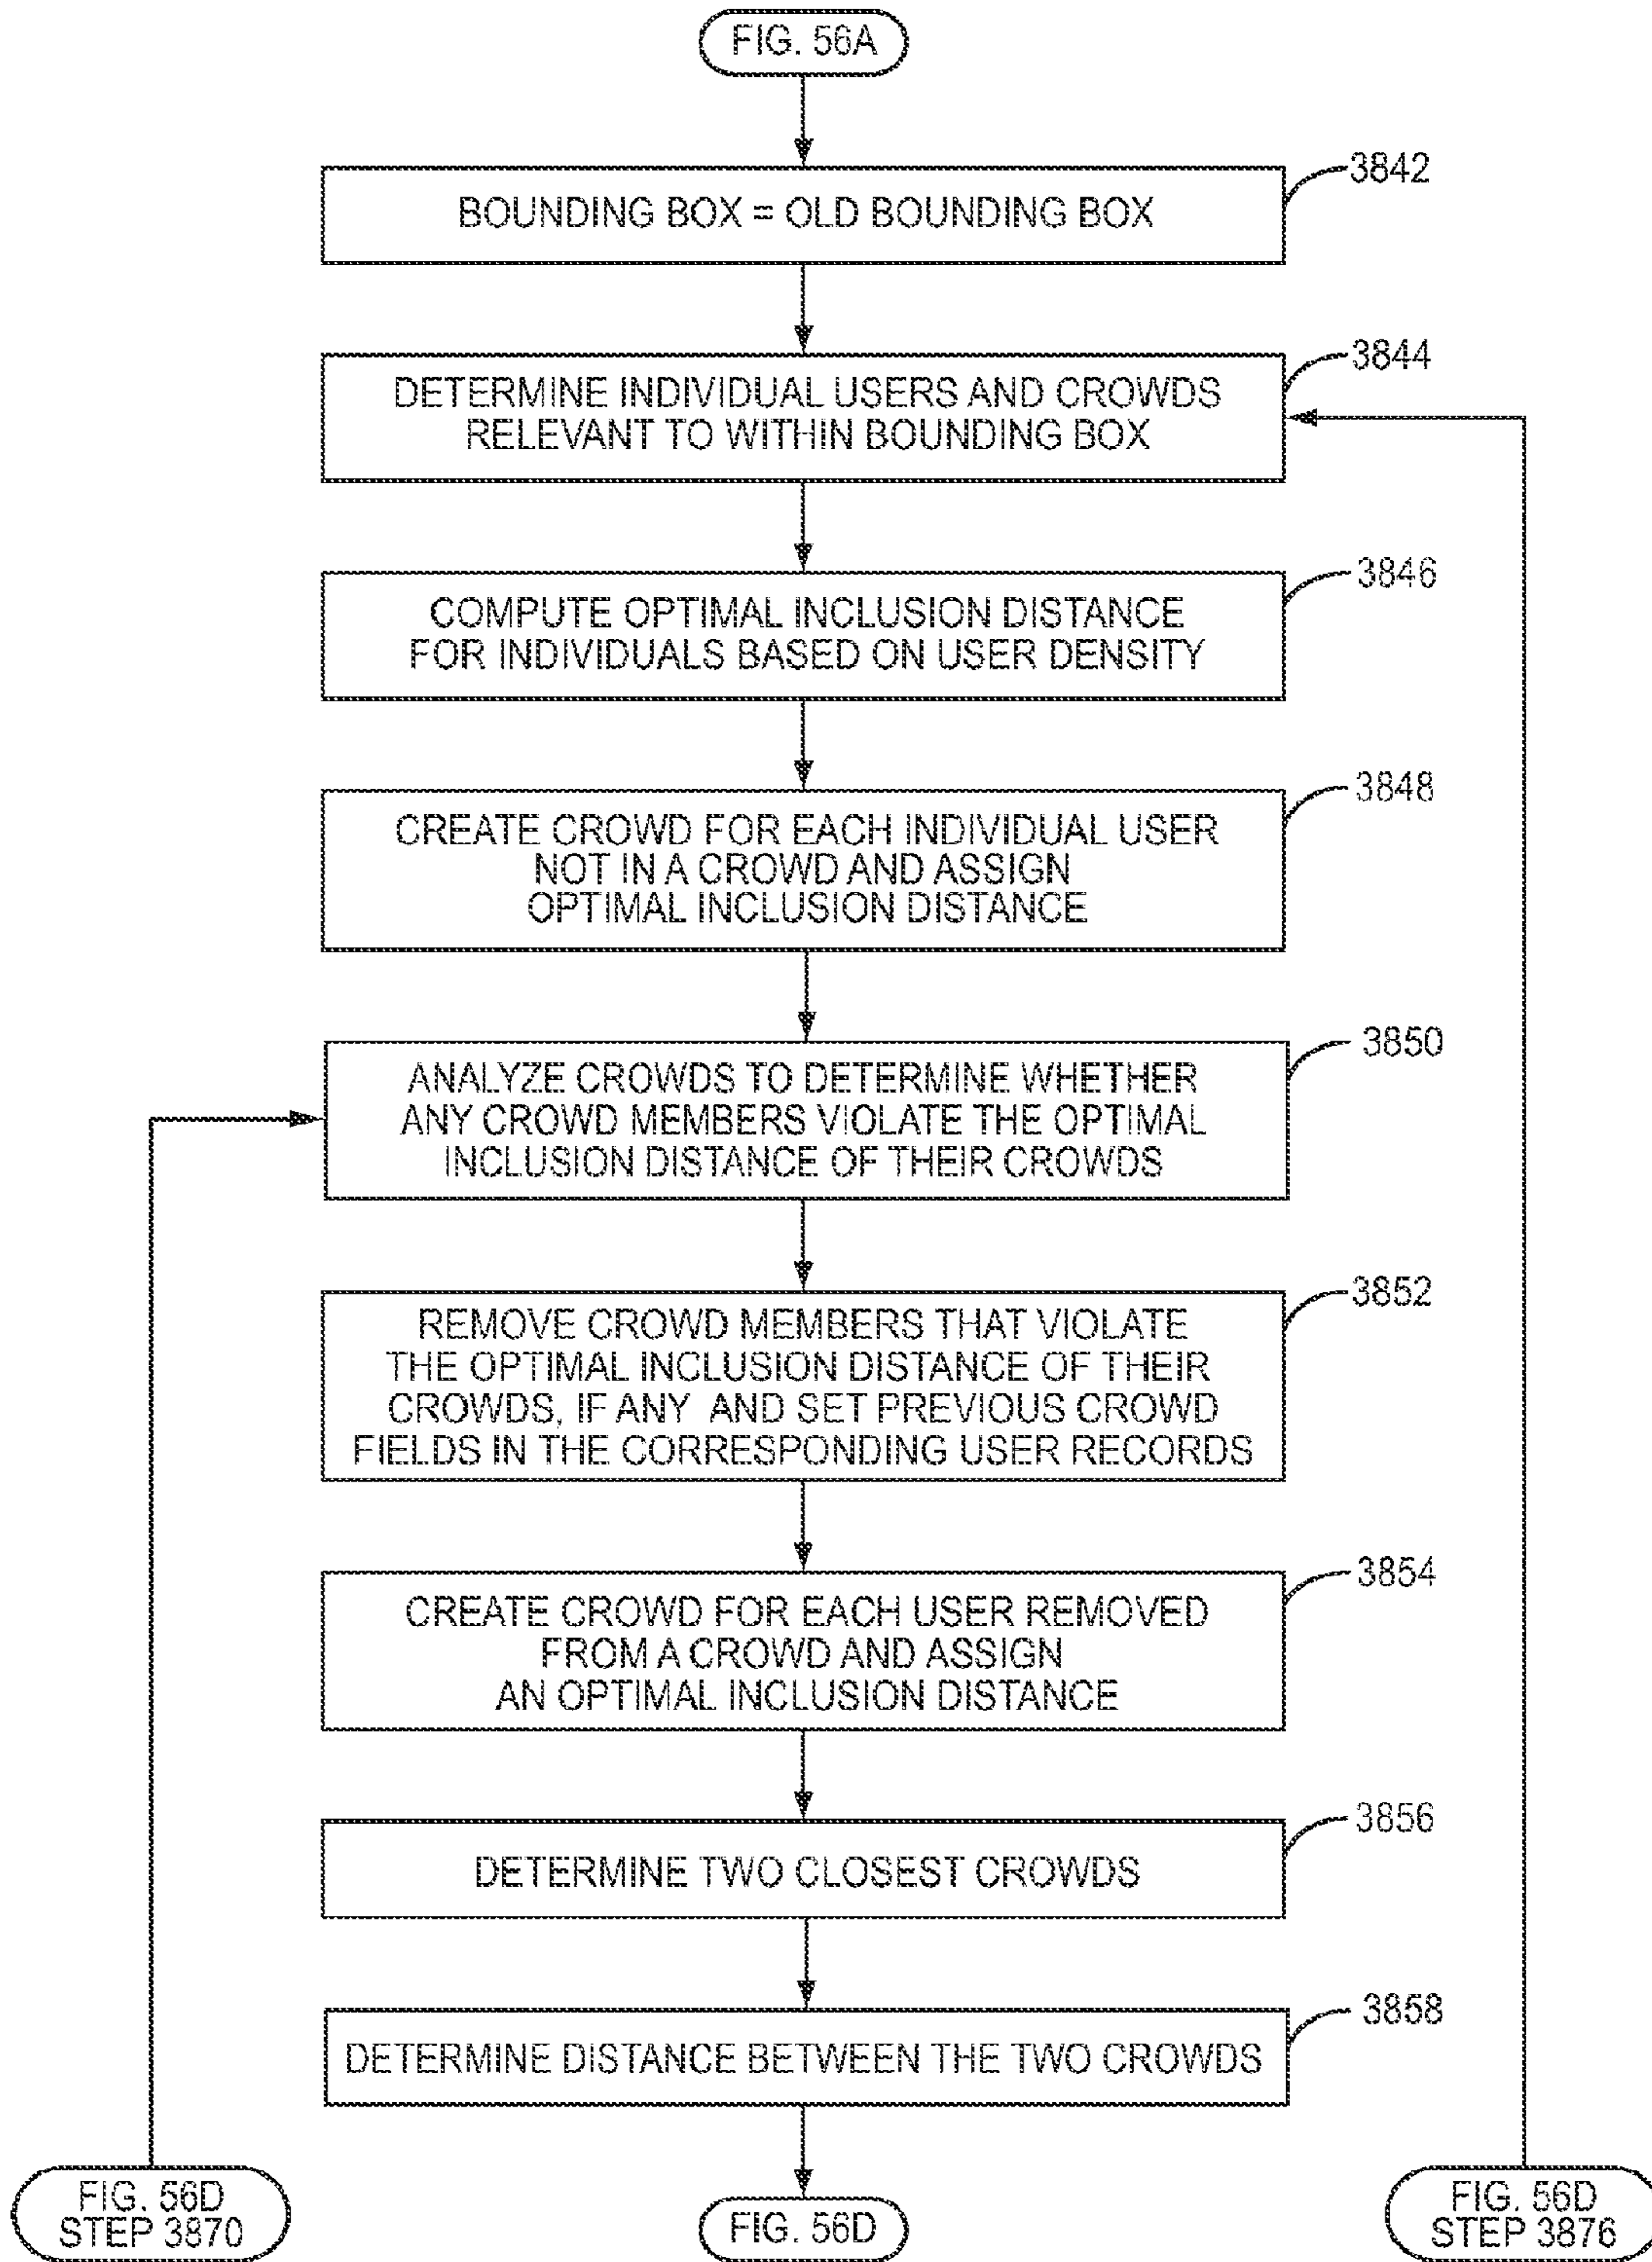 FIG. 56A
3842
BOUNDING BOX = OLD BOUNDING BOX
3844
DETERMINE INDIVIDUAL USERS AND CROWDS
RELEVANT TO WITHIN BOUNDING BOX
3846
COMPUTE OPTIMAL INCLUSION DISTANCE
FOR INDIVIDUALS BASED ON USER DENSITY
3848
CREATE CROWD FOR EACH INDIVIDUAL USER
NOT IN A CROWD AND ASSIGN
OPTIMAL INCLUSION DISTANCE
3850
ANALYZE CROWDS TO DETERMINE WHETHER
ANY CROWD MEMBERS VIOLATE THE OPTIMAL
INCLUSION DISTANCE OF THEIR CROWDS
3852
REMOVE CROWD MEMBERS THAT VIOLATE
THE OPTIMAL INCLUSION DISTANCE OF THEIR
CROWDS, IF ANY AND SET PREVIOUS CROWD
FIELDS IN THE CORRESPONDING USER RECORDS
3854
CREATE CROWD FOR EACH USER REMOVED
FROM A CROWD AND ASSIGN
AN OPTIMAL INCLUSION DISTANCE
3856
DETERMINE TWO CLOSEST CROWDS
3858
DETERMINE DISTANCE BETWEEN THE TWO CROWDS
FIG. 56D
STEP 3870
FIG. 56D
FIG. 56D
STEP 3876